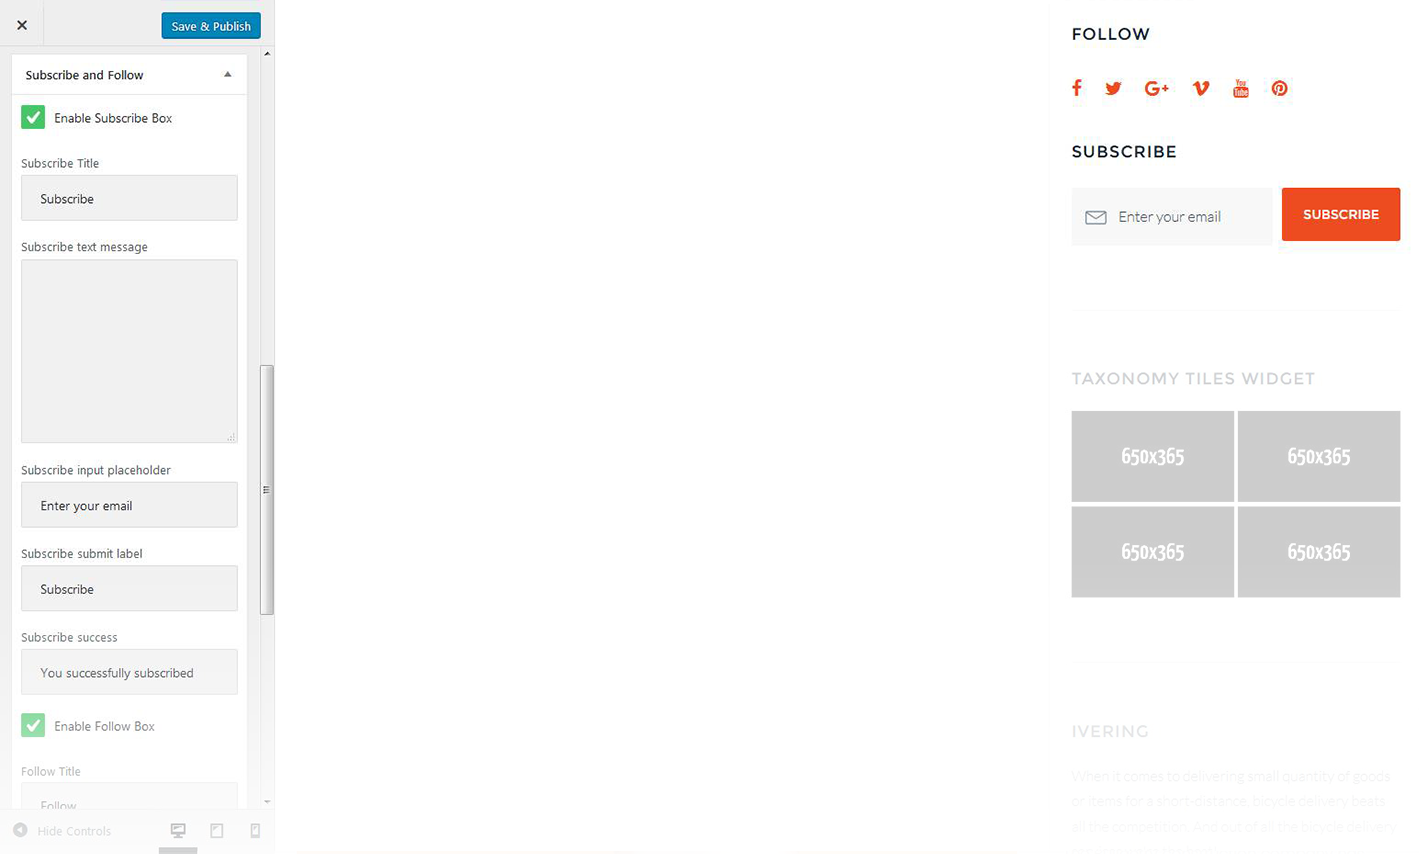 Save & Publish
Subscribe and Follow
Enable Subscribe Box
Subscribe Title
Subscribe
Subscribe text message
Subscribe input placeholder
Enter your email
Subscribe submit label
Subscribe
Subscribe success
You successfully subscribed
Enable Follow Box
Follow Title
Follow
Hide Controls
FOLLOW
G+
You
Tube
SUBSCRIBE
Enter your email
SUBSCRIBE
TAXONOMY TILES WIDGET
650x365
650x365
650x365
650x365
IVERING
When it comes to delivering small quantity of goods
or items for a short-distance, bicycle delivery beats
all the competition. And out of all the bicycle delivery